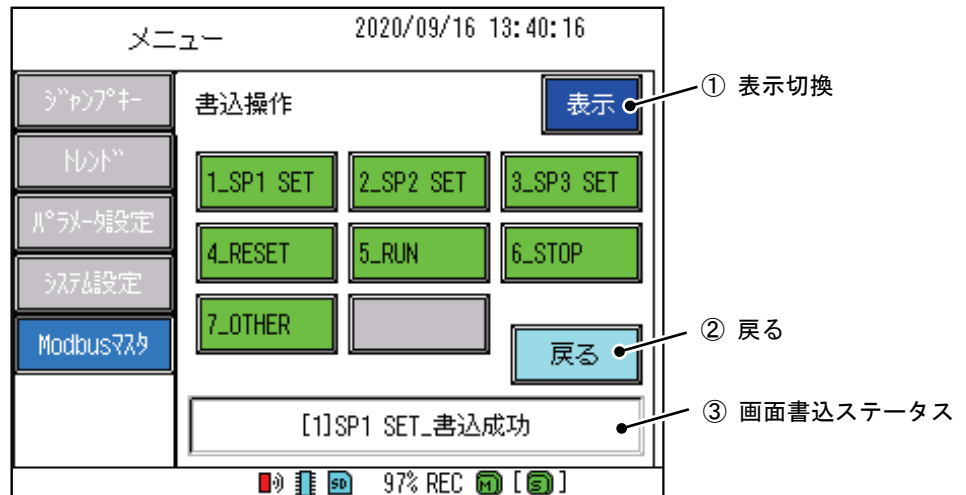 メニュー 2020/09/16 13:40:16
ｼﾞｬﾝﾌﾟｷｰ
ﾄﾚﾝﾄﾞ
ﾊﾟﾗﾒｰﾀ設定
ｼｽﾃﾑ設定
Modbusﾏｽﾀ
書込操作
表示
1_SP1 SET 2_SP2 SET 3_SP3 SET
4_RESET 5_RUN 6_STOP
7_OTHER
戻る
[1]SP1 SET_書込成功
SD 97% REC M [S]
① 表示切換
② 戻る
③ 画面書込ステータス